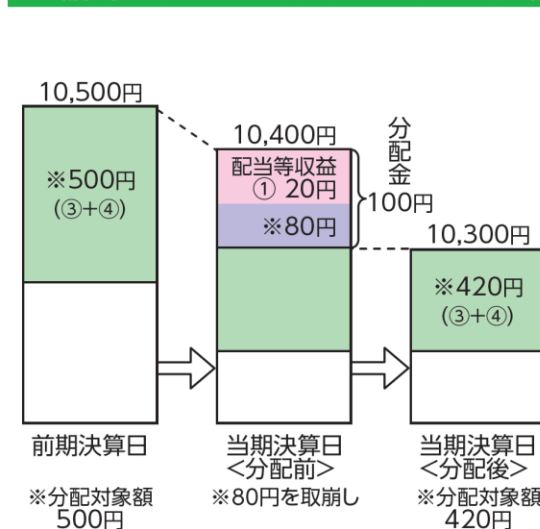 10,500円
※500円
(③+④)
10,400円
配当等収益
① 20円
※80円
分配金
100円
10,300円
※420円
(③+④)
前期決算日
当期決算日
<分配前>
当期決算日
<分配後>
※分配対象額
500円
※80円を取崩し
※分配対象額
420円